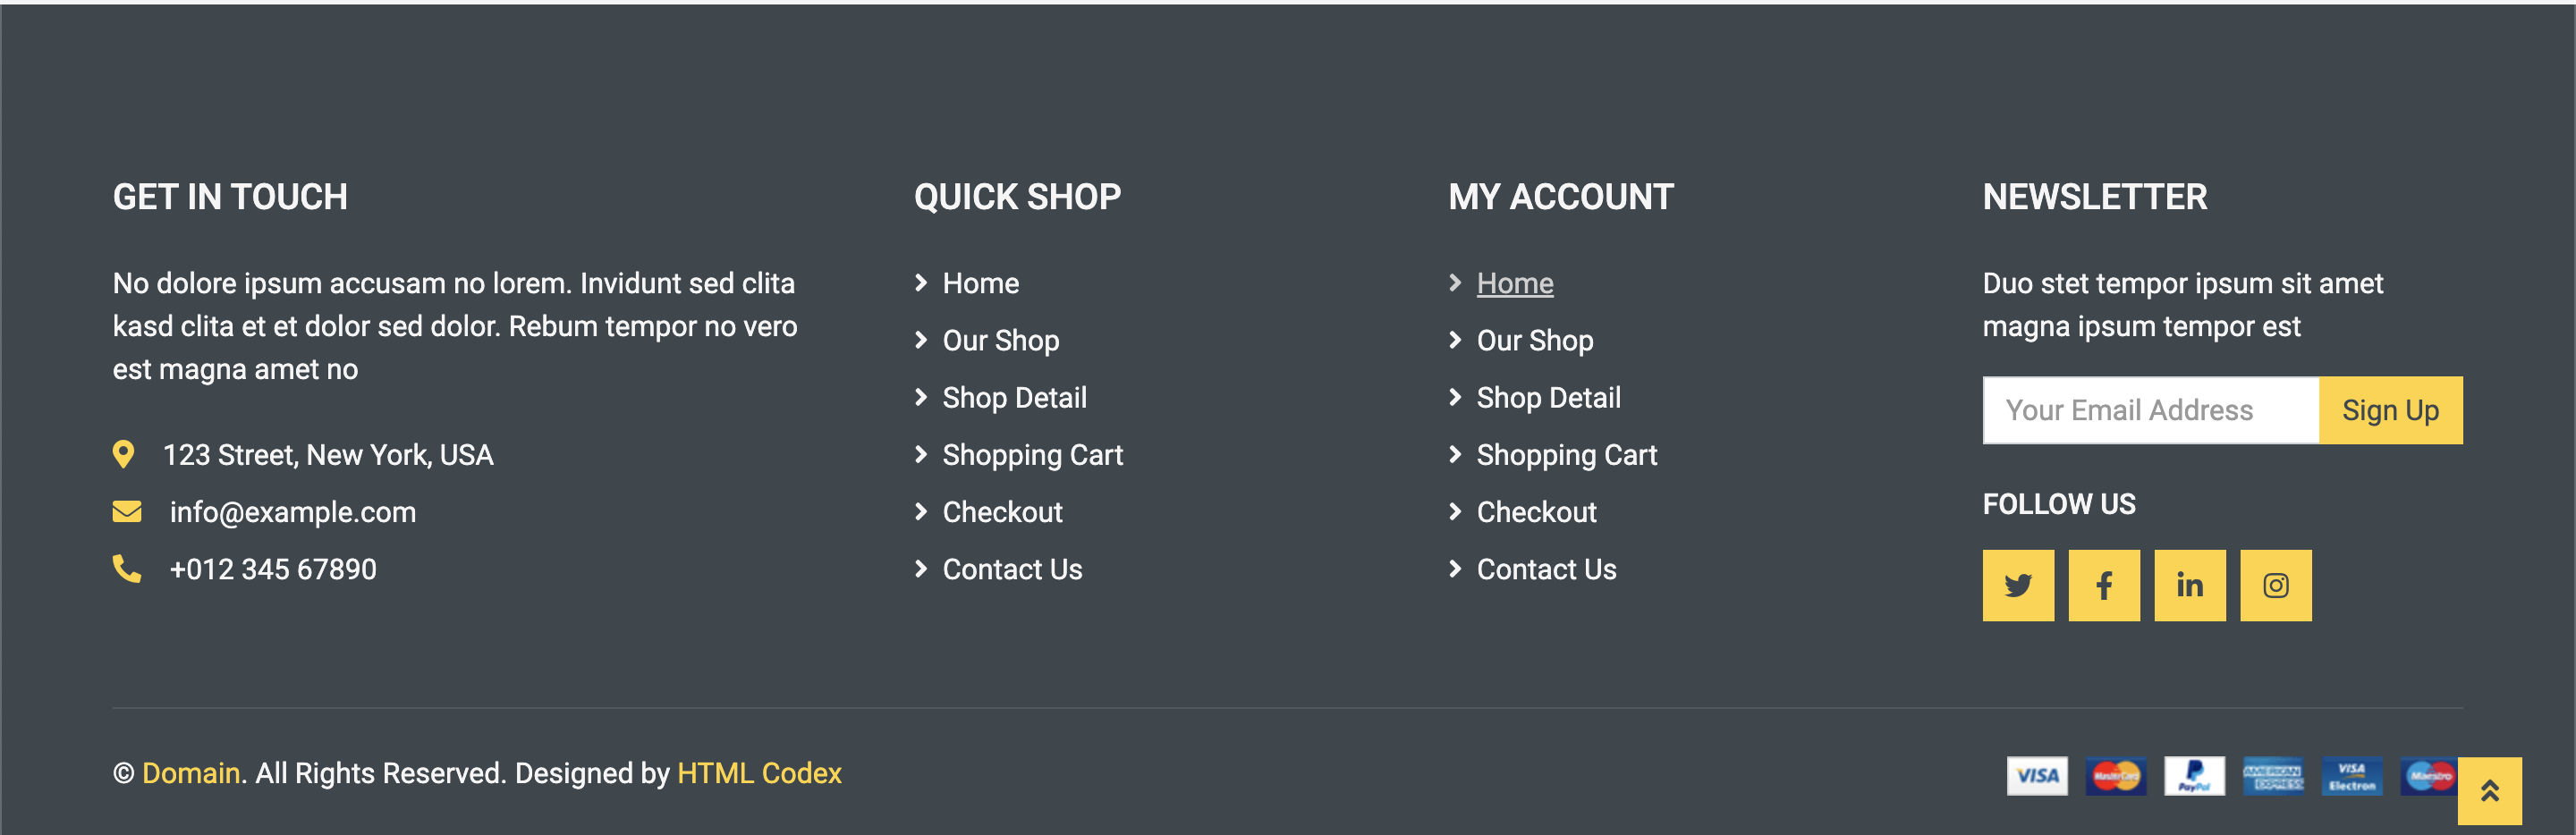 GET IN TOUCH
No dolore ipsum accusam no lorem. Invidunt sed clita
kasd clita et et dolor sed dolor. Rebum tempor no vero
est magna amet no
123 Street, New York, USA
info@example.com
+012 345 67890
QUICK SHOP
Home
Our Shop
Shop Detail
Shopping Cart
Checkout
Contact Us
MY ACCOUNT
Home
Our Shop
Shop Detail
Shopping Cart
Checkout
Contact Us
NEWSLETTER
Duo stet tempor ipsum sit amet
magna ipsum tempor est
Your Email Address
Sign Up
FOLLOW US
© Domain. All Rights Reserved. Designed by HTML Codex
VISA
MasterCard
PayPal
AMERICAN
EXPRESS
VISA
Electron
Maestro